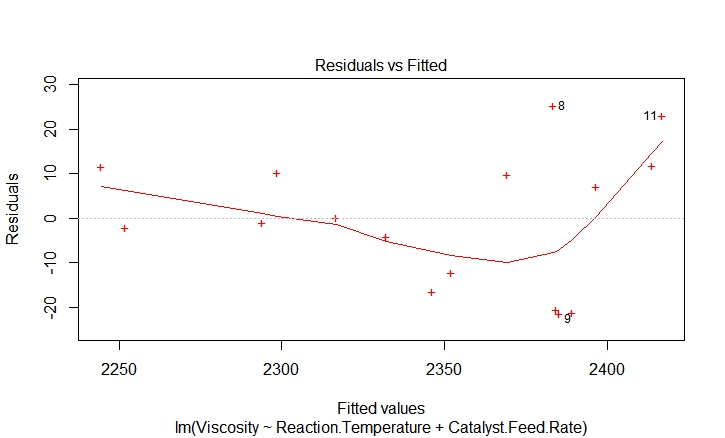 Residuals vs Fitted
30
20
10
0
-10
-20
Residuals
8
11
9
2250 2300 2350 2400
Fitted values
lm(Viscosity ~ Reaction.Temperature + Catalyst.Feed.Rate)